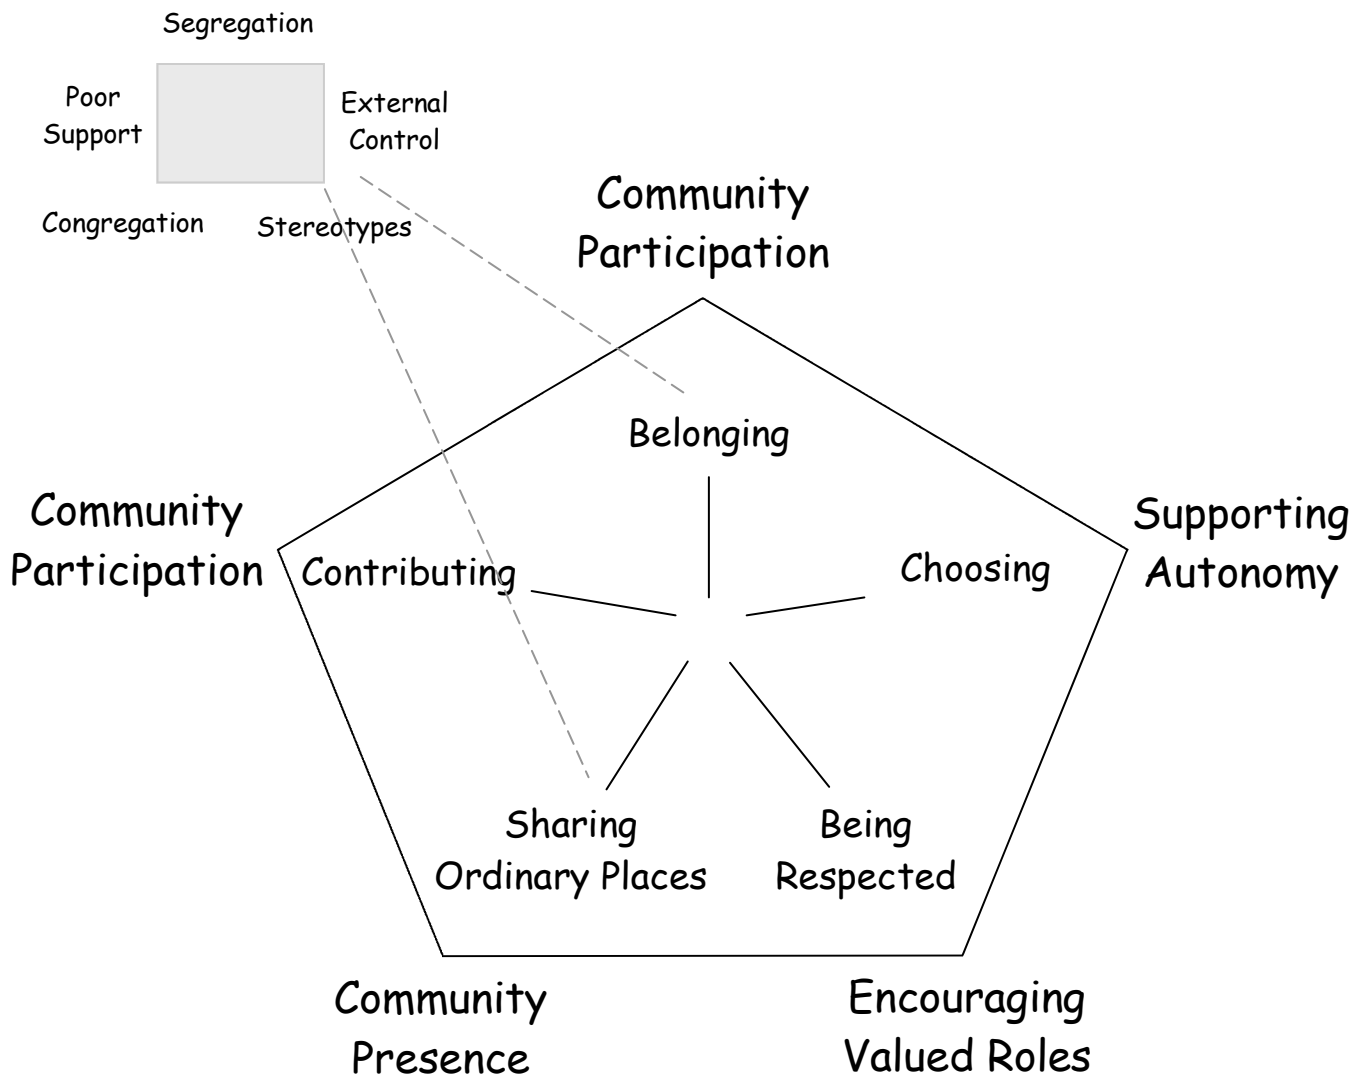 Segregation
Poor
Support
External
Control
Congregation
Stereotypes
Community
Participation
Belonging
Community
Participation
Contributing
Choosing
Supporting
Autonomy
Sharing
Ordinary Places
Being
Respected
Community
Presence
Encouraging
Valued Roles